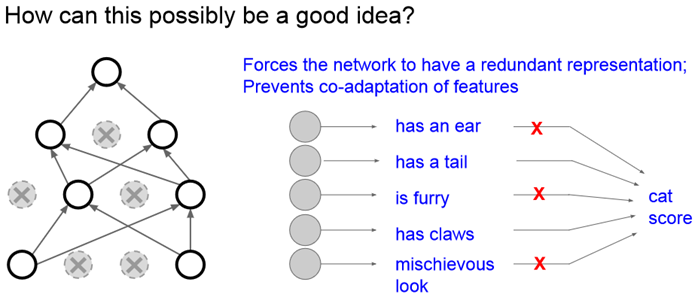 How can this possibly be a good idea?
Forces the network to have a redundant representation;
Prevents co-adaptation of features
has an ear
X
has a tail
is furry
X
cat
score
has claws
mischievous
look
X